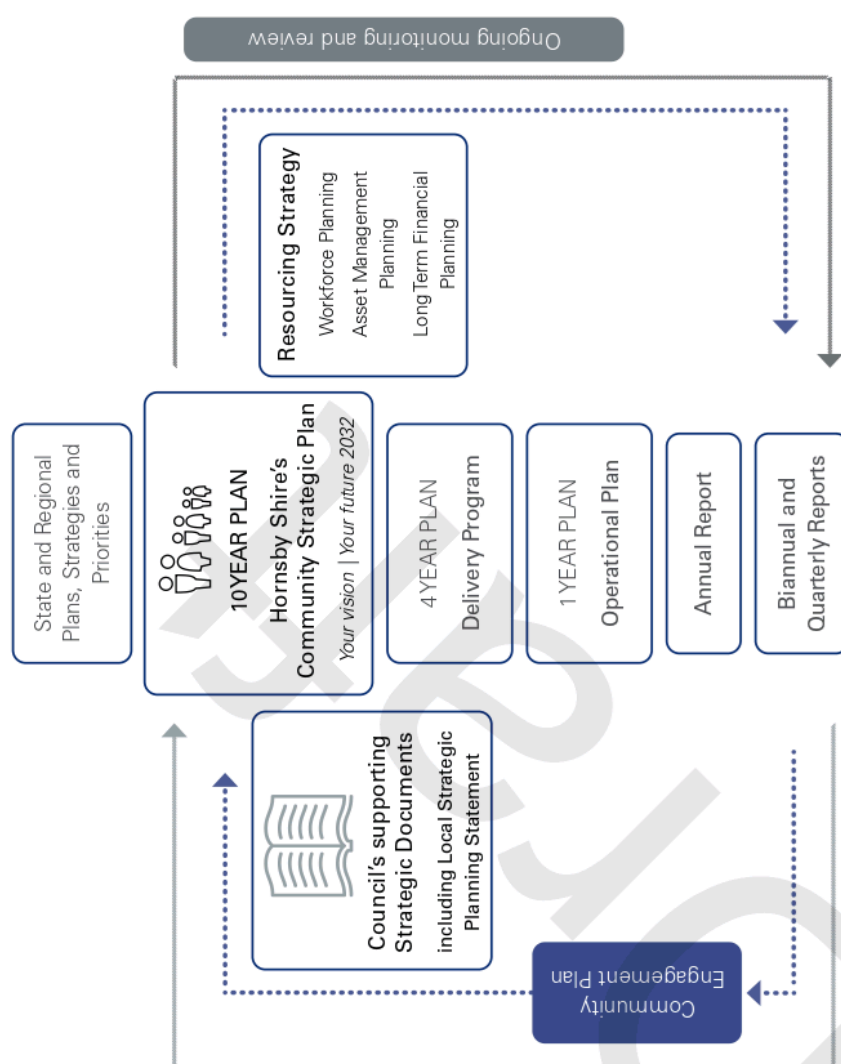 State and Regional
Plans, Strategies and
Priorities
10 YEAR PLAN
Hornsby Shire's
Community Strategic Plan
Your vision | Your future 2032
Council's supporting
Strategic Documents
including Local Strategic
Planning Statement
Resourcing Strategy
Workforce Planning
Asset Management
Planning
Long Term Financial
Planning
4 YEAR PLAN
Delivery Program
1 YEAR PLAN
Operational Plan
Annual Report
Biannual and
Quarterly Reports
Community
Engagement Plan
Ongoing monitoring and review
Draft